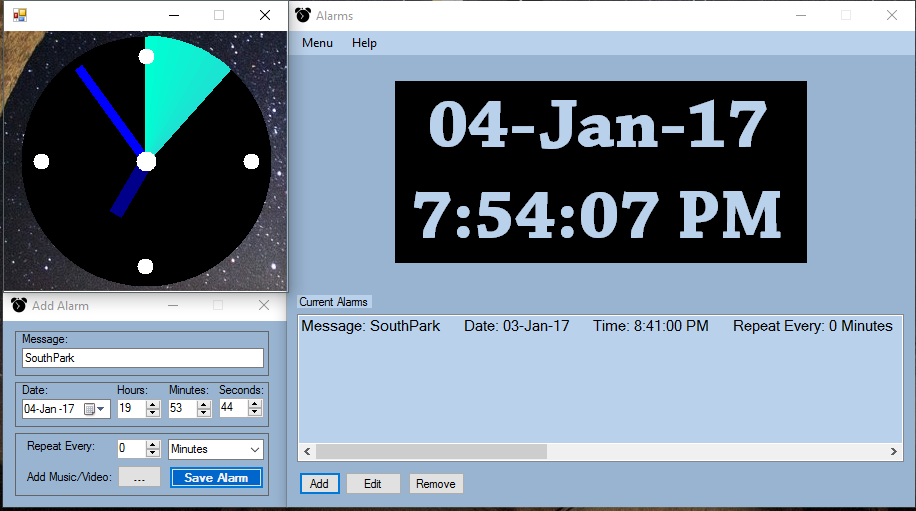 Alarms
Menu Help
04-Jan-17
7:54:07 PM
Add Alarm
Message:
SouthPark
Date: Hours: Minutes: Seconds:
04-Jan-17 19 53 44
Repeat Every: 0 Minutes
Add Music/Video: ... Save Alarm
Current Alarms
Message: SouthPark Date: 03-Jan-17 Time: 8:41:00 PM Repeat Every: 0 Minutes
Add Edit Remove